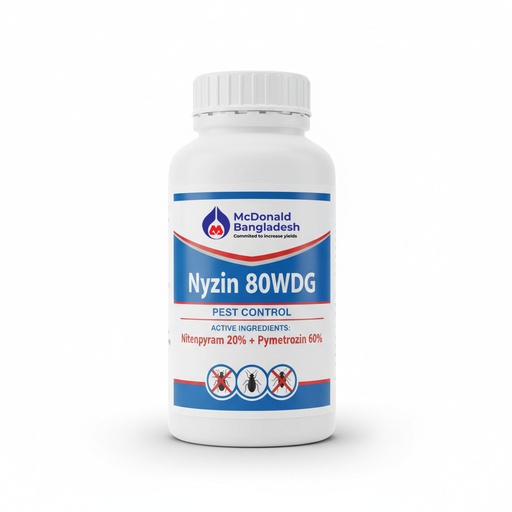 McDonald
Bangladesh
Commited to increase yields
Nyzin 80WDG
PEST CONTROL
ACTIVE INGREDIENTS:
Nitenpyram 20% + Pymetrozin 60%